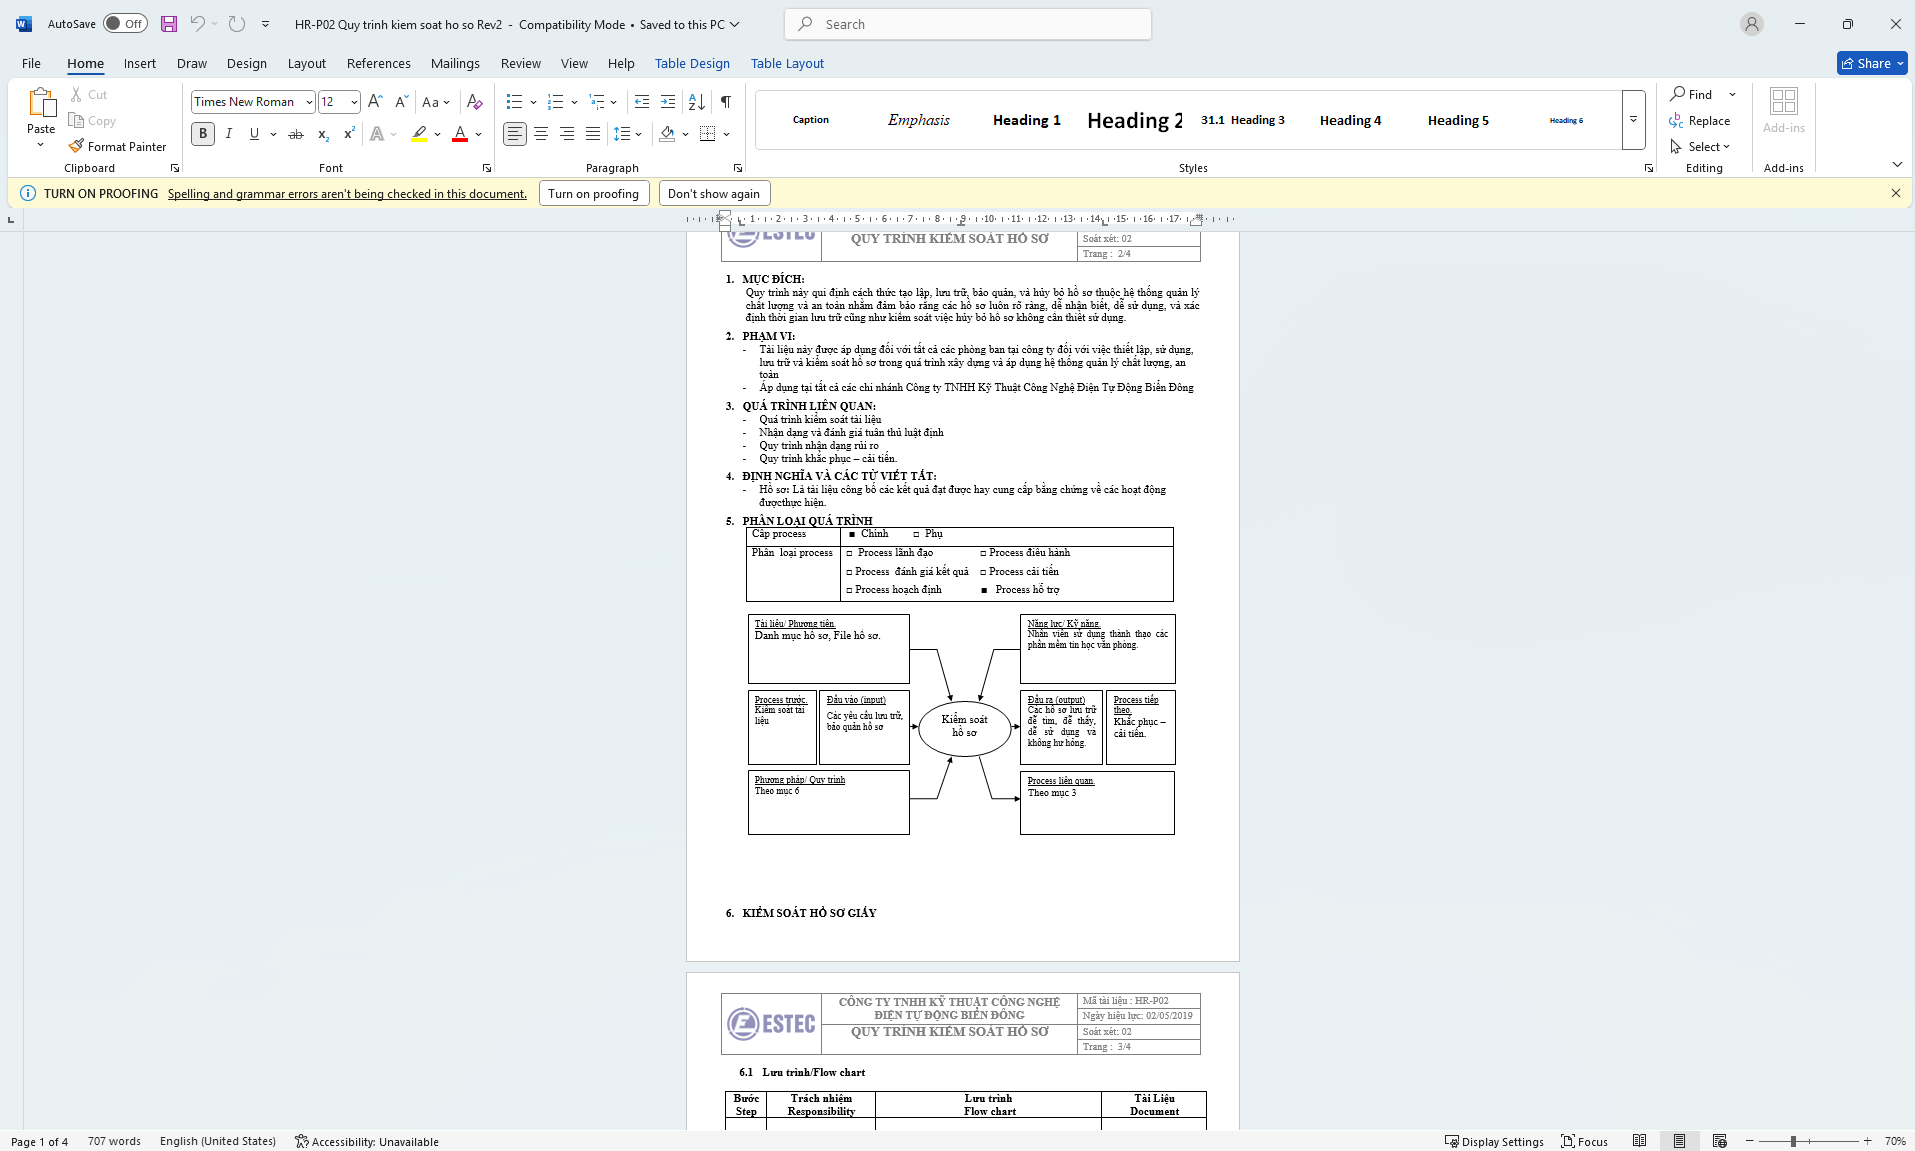 AutoSave Off HR-P02 Quy trinh kiem soat ho so Rev2 - Compatibility Mode • Saved to this PC Search
File Home Insert Draw Design Layout References Mailings Review View Help Table Design Table Layout Share
Paste Cut Copy Format Painter Clipboard
Times New Roman 12 Font
Paragraph
Caption Emphasis Heading 1 Heading 2 31.1 Heading 3 Heading 4 Heading 5 Heading 6 Styles
Find Replace Select Editing
Add-ins Add-ins
TURN ON PROOFING Spelling and grammar errors aren't being checked in this document. Turn on proofing Don't show again
1 2 3 4 5 6 7 8 9 10 11 12 13 14 15 16 17
ESTEC QUY TRÌNH KIỂM SOÁT HỒ SƠ Soát xét: 02
Trang : 2/4
1. MỤC ĐÍCH:
Quy trình này qui định cách thức tạo lập, lưu trữ, bảo quản, và hủy bỏ hồ sơ thuộc hệ thống quản lý
chất lượng và an toàn nhằm đảm bảo rằng các hồ sơ luôn rõ ràng, dễ nhận biết, dễ sử dụng, và xác
định thời gian lưu trữ cũng như kiểm soát việc hủy bỏ hồ sơ không cần thiết sử dụng.
2. PHẠM VI:
- Tài liệu này được áp dụng đối với tất cả các phòng ban tại công ty đối với việc thiết lập, sử dụng,
lưu trữ và kiểm soát hồ sơ trong quá trình xây dựng và áp dụng hệ thống quản lý chất lượng, an
toàn
- Áp dụng tại tất cả các chi nhánh Công ty TNHH Kỹ Thuật Công Nghệ Điện Tự Động Biển Đông
3. QUÁ TRÌNH LIÊN QUAN:
- Quá trình kiểm soát tài liệu
- Nhận dạng và đánh giá tuân thủ luật định
- Quy trình nhận dạng rủi ro
- Quy trình khắc phục – cải tiến.
4. ĐỊNH NGHĨA VÀ CÁC TỪ VIẾT TẮT:
- Hồ sơ: Là tài liệu công bố các kết quả đạt được hay cung cấp bằng chứng về các hoạt động
đượcthực hiện.
5. PHÂN LOẠI QUÁ TRÌNH
Cấp process ■ Chính □ Phụ
Phân loại process □ Process lãnh đạo □ Process điều hành
□ Process đánh giá kết quả □ Process cải tiến
□ Process hoạch định ■ Process hổ trợ
Tài liệu/ Phương tiện.
Danh mục hồ sơ, File hồ sơ.
Năng lực/ Kỹ năng.
Nhân viên sử dụng thành thạo các
phần mềm tin học văn phòng.
Process trước.
Kiểm soát tài
liệu
Đầu vào (input)
Các yêu cầu lưu trữ,
bảo quản hồ sơ
Kiểm soát
hồ sơ
Đầu ra (output)
Các hồ sơ lưu trữ
dễ tìm, dễ thấy,
dễ sử dụng và
không hư hỏng.
Process tiếp
theo.
Khắc phục –
cải tiến.
Phương pháp/ Quy trình
Theo mục 6
Process liên quan.
Theo mục 3
6. KIỂM SOÁT HỒ SƠ GIẤY
ESTEC
CÔNG TY TNHH KỸ THUẬT CÔNG NGHỆ
ĐIỆN TỰ ĐỘNG BIỂN ĐÔNG
QUY TRÌNH KIỂM SOÁT HỒ SƠ
Mã tài liệu : HR-P02
Ngày hiệu lực: 02/05/2019
Soát xét: 02
Trang : 3/4
6.1 Lưu trình/Flow chart
Bước Trách nhiệm Lưu trình Tài Liệu
Step Responsibility Flow chart Document
Page 1 of 4 707 words English (United States) Accessibility: Unavailable Display Settings Focus 70%